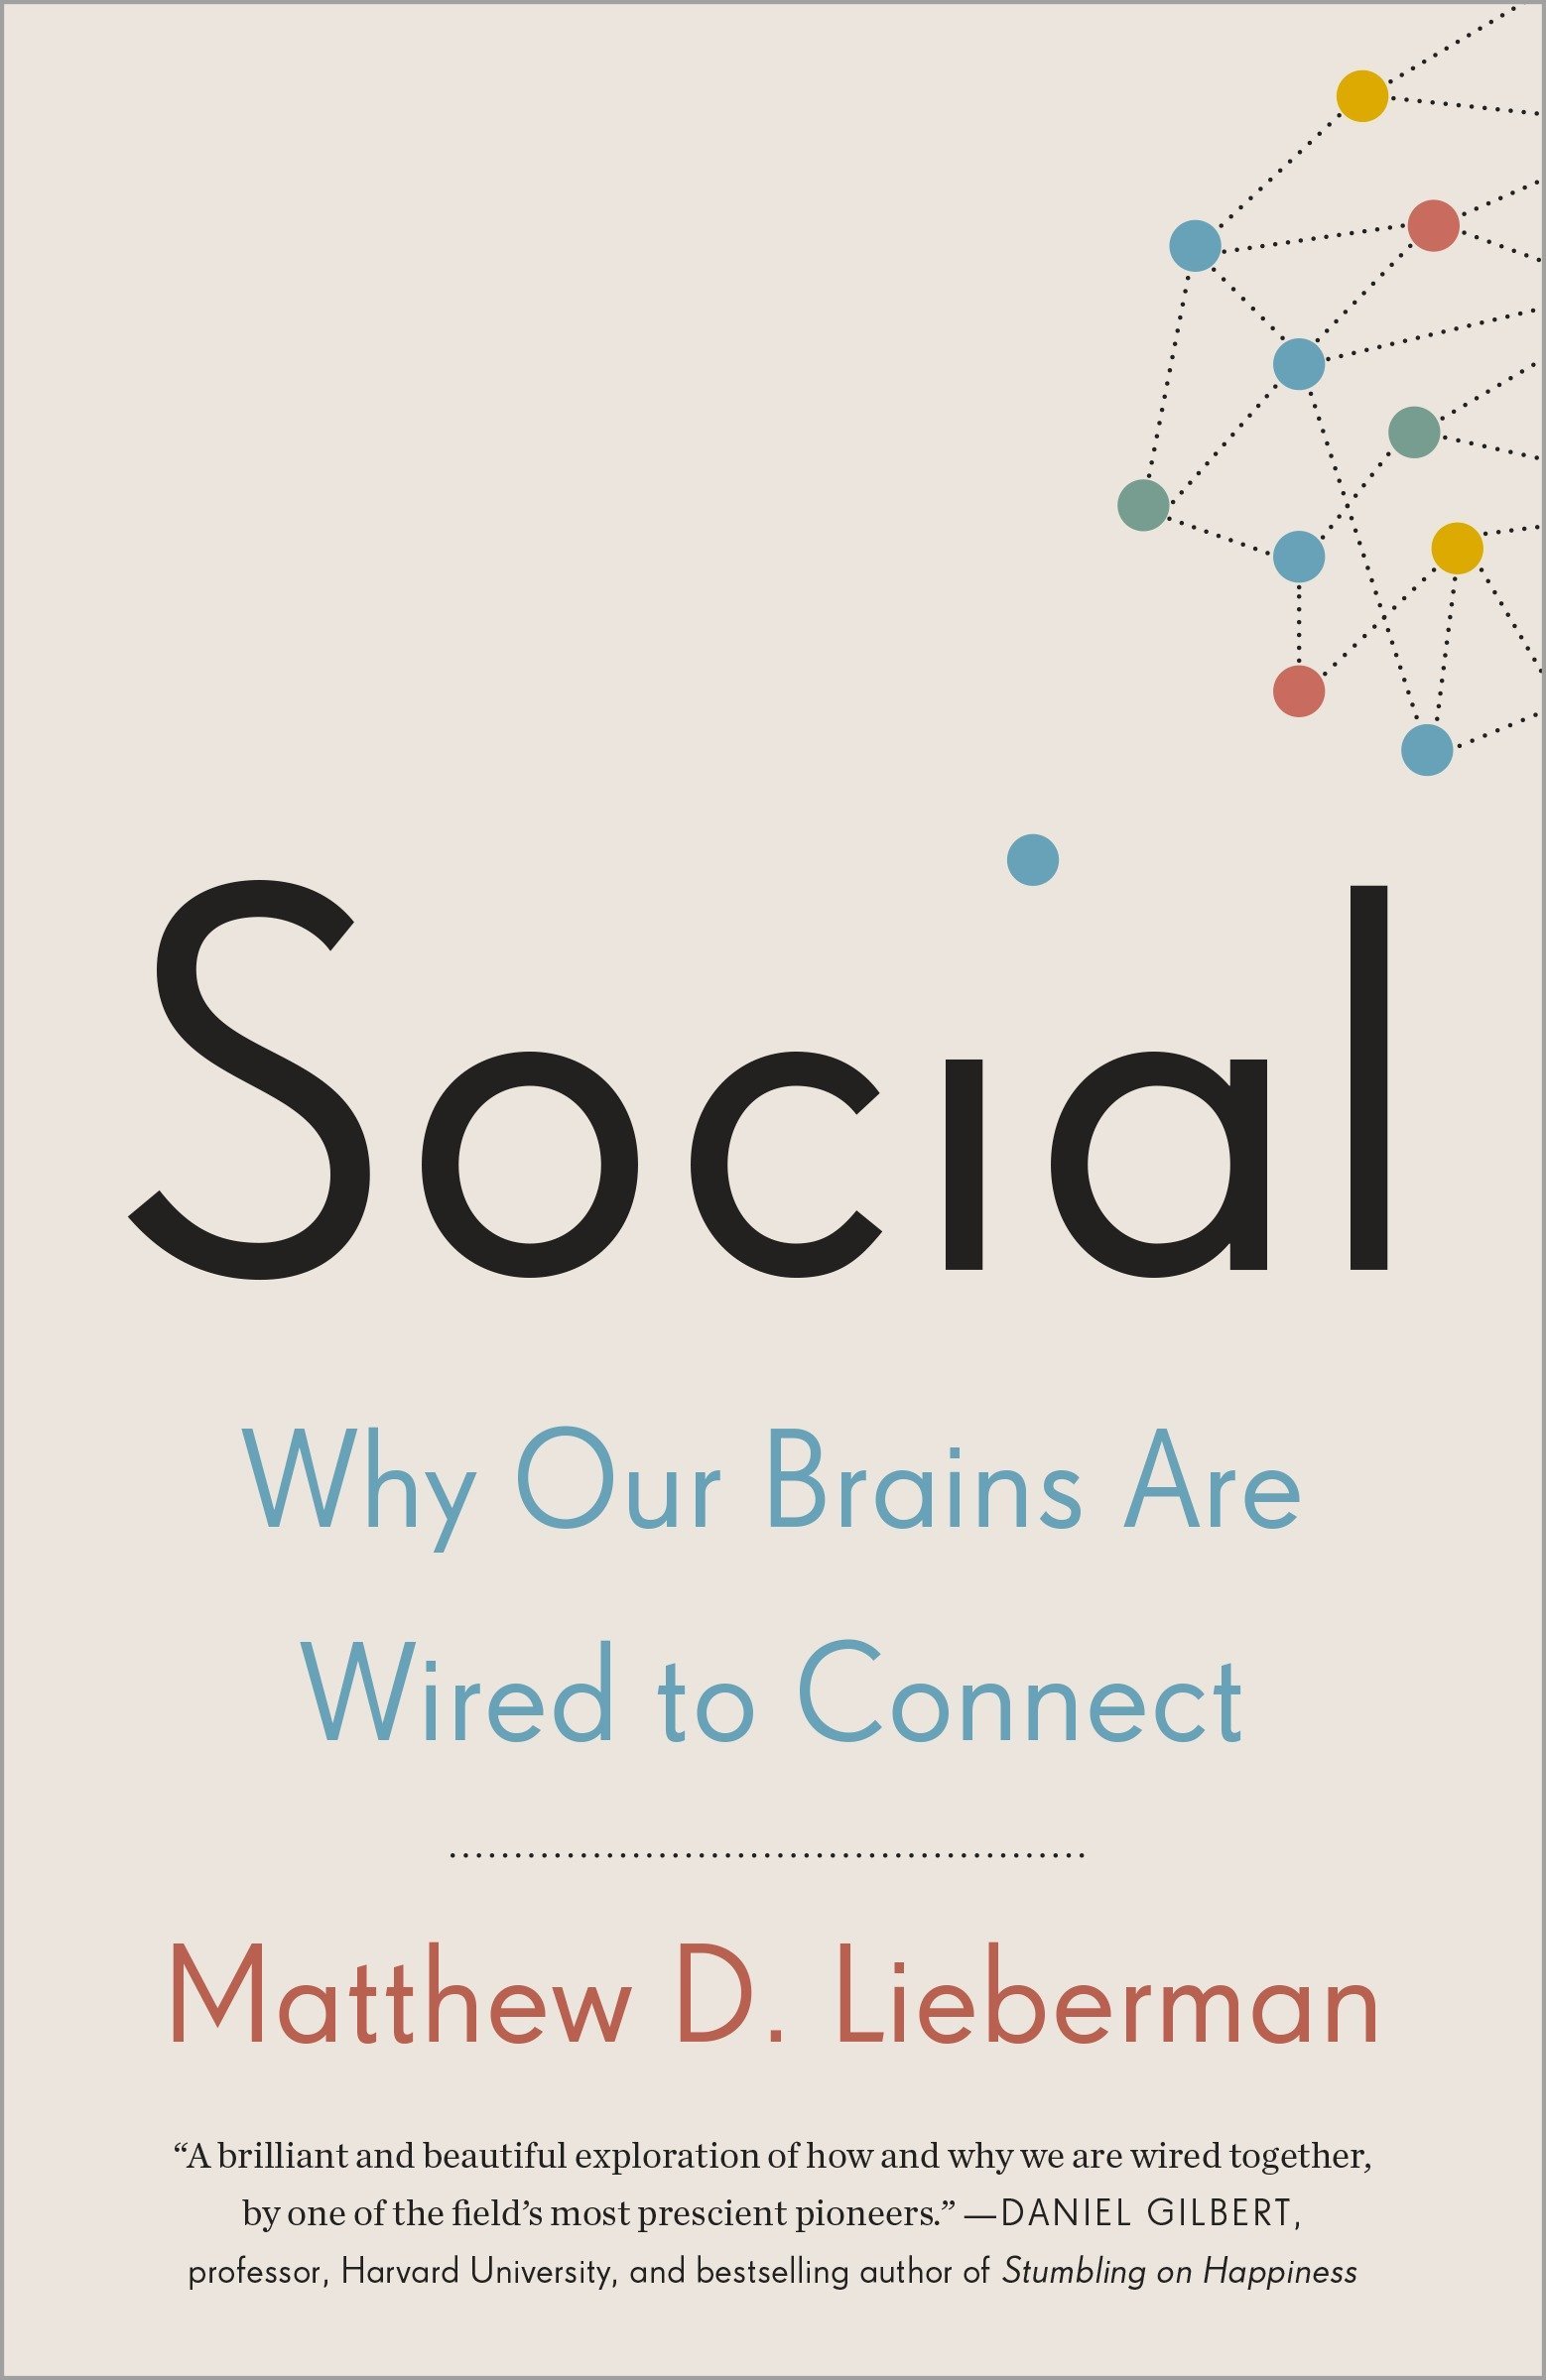 Social
Why Our Brains Are
Wired to Connect
Matthew D. Lieberman
“A brilliant and beautiful exploration of how and why we are wired together,
by one of the field’s most prescient pioneers.” —DANIEL GILBERT,
professor, Harvard University, and bestselling author of Stumbling on Happiness